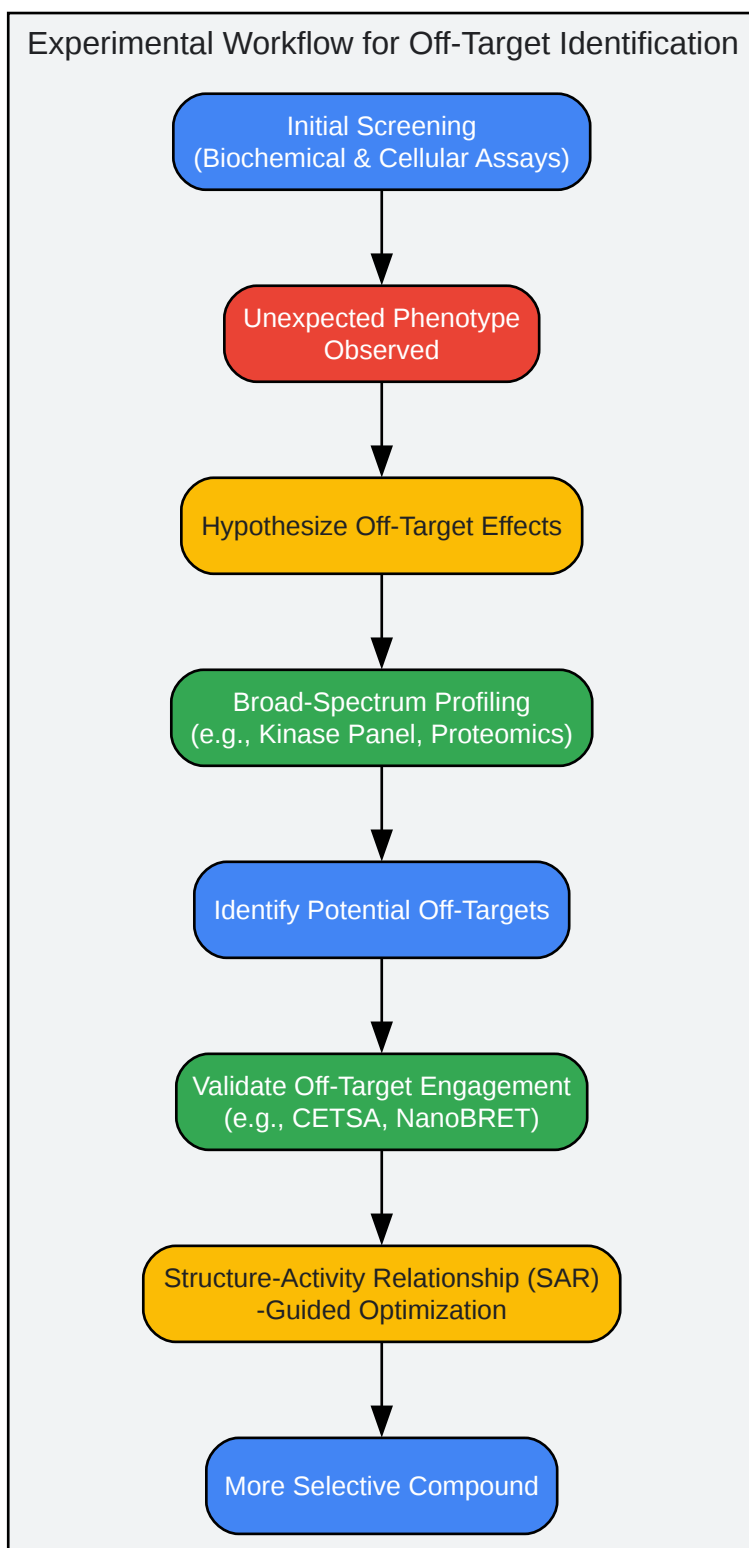 Experimental Workflow for Off-Target Identification
Initial Screening
(Biochemical & Cellular Assays)
Unexpected Phenotype
Observed
Hypothesize Off-Target Effects
Broad-Spectrum Profiling
(e.g., Kinase Panel, Proteomics)
Identify Potential Off-Targets
Validate Off-Target Engagement
(e.g., CETSA, NanoBRET)
Structure-Activity Relationship (SAR)
-Guided Optimization
More Selective Compound